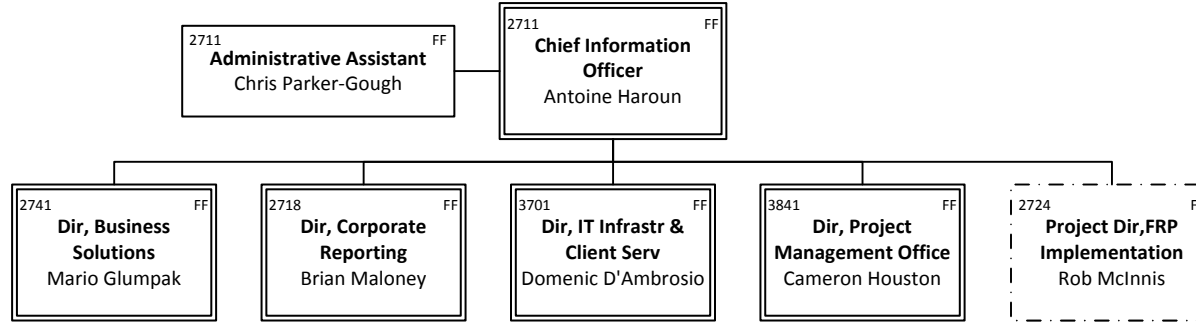 2711 FF
Administrative Assistant
Chris Parker-Gough
2711 FF
Chief Information
Officer
Antoine Haroun
2741 FF
Dir, Business
Solutions
Mario Glumpak
2718 FF
Dir, Corporate
Reporting
Brian Maloney
3701 FF
Dir, IT Infrastr &
Client Serv
Domenic D'Ambrosio
3841 FF
Dir, Project
Management Office
Cameron Houston
2724 F
Project Dir,FRP
Implementation
Rob McInnis